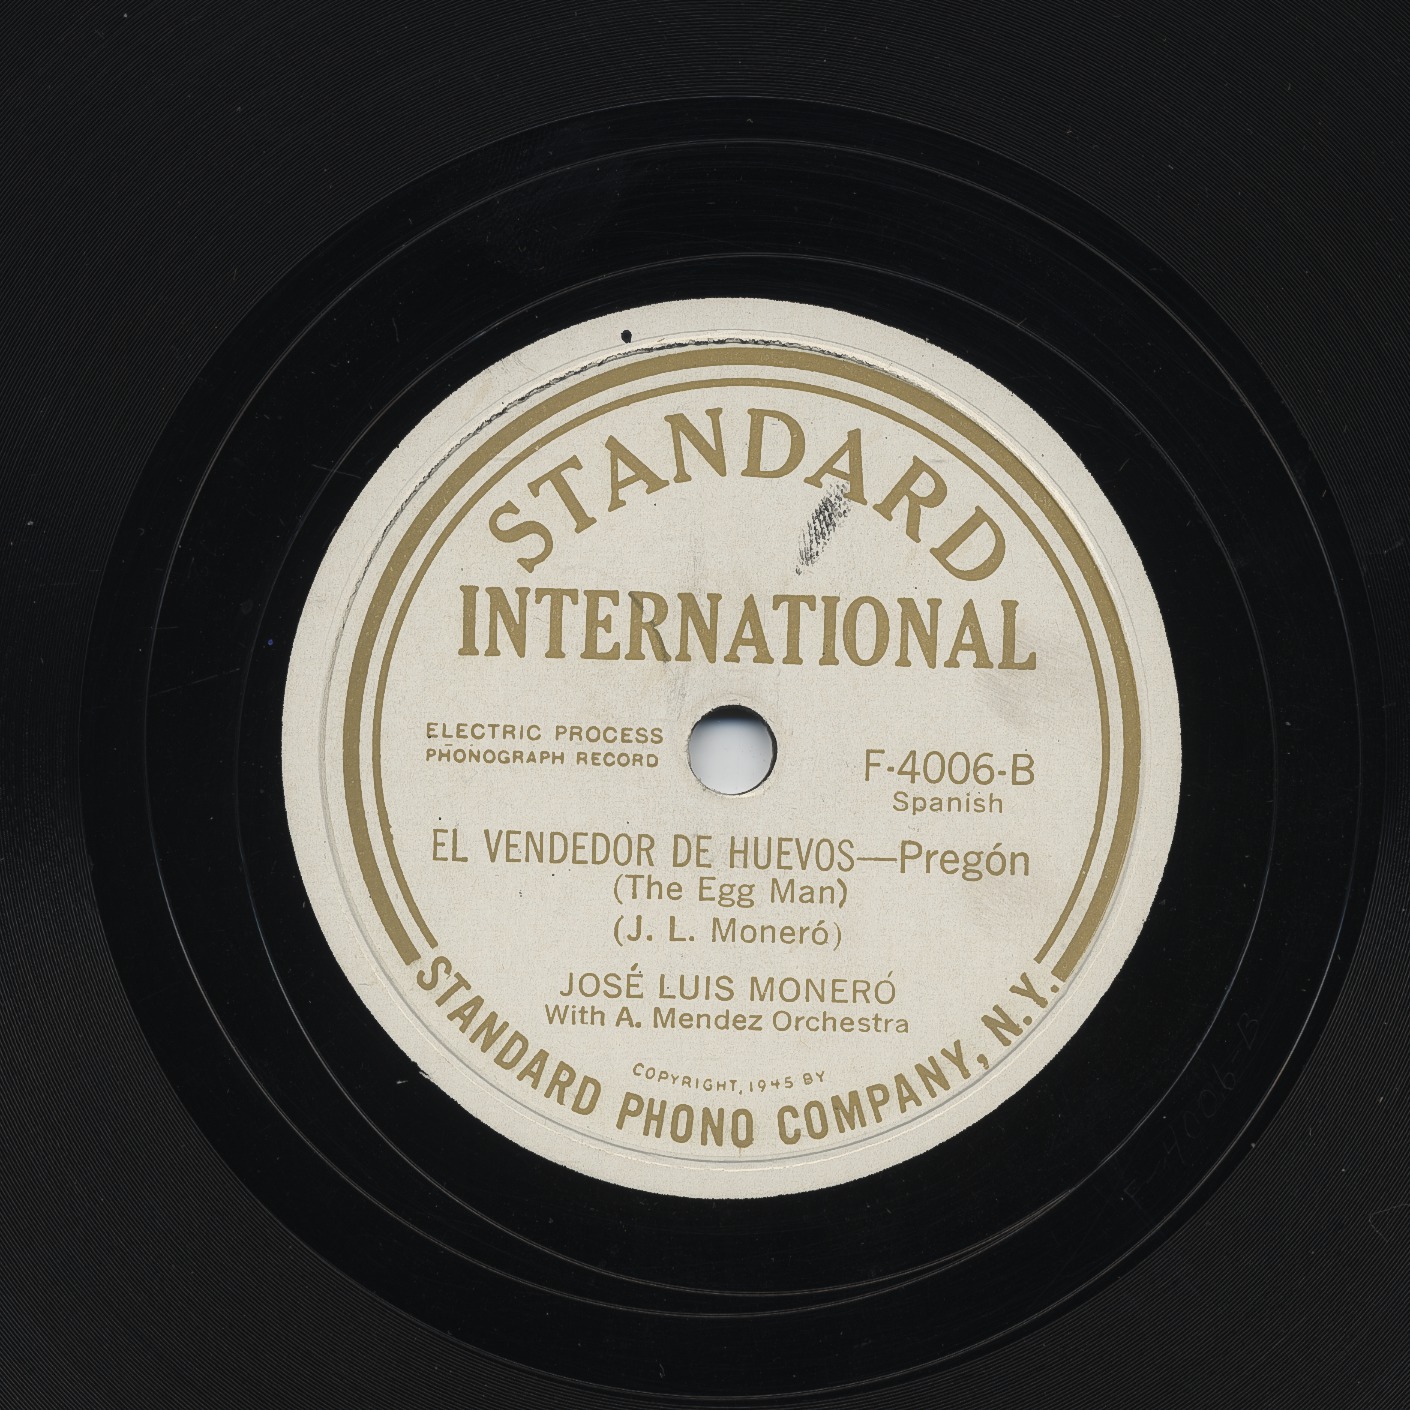 STANDARD
INTERNATIONAL
ELECTRIC PROCESS
PHONOGRAPH RECORD
F-4006-B
Spanish
EL VENDEDOR DE HUEVOS—Pregón
(The Egg Man)
(J. L. Moneró)
JOSÉ LUIS MONERÓ
With A. Mendez Orchestra
COPYRIGHT, 1945 BY
STANDARD PHONO COMPANY, N.Y.
F-4006-B